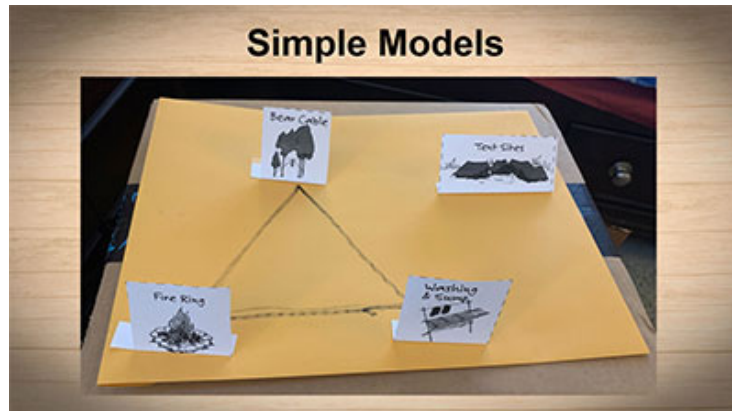 Simple Models
Bear Cable
Tent Sites
Fire Ring
Washing
& Sump